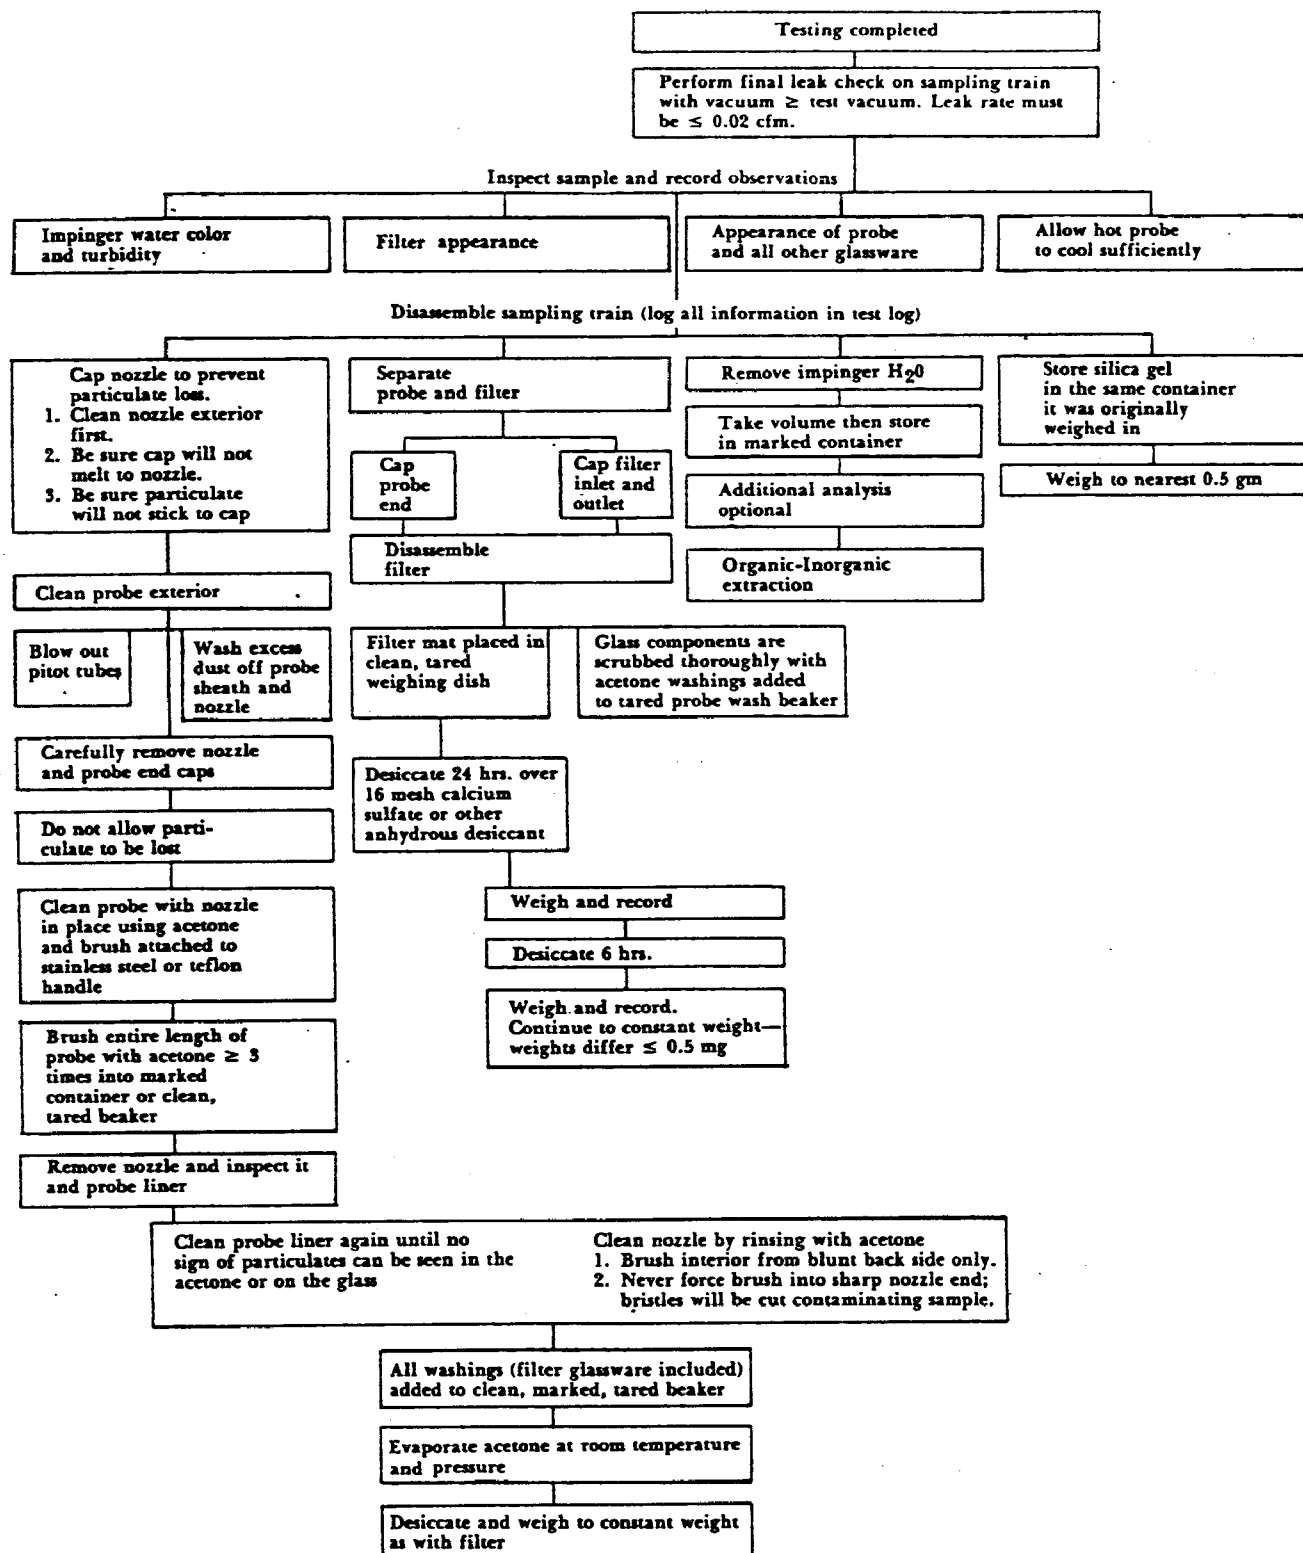 Testing completed
Perform final leak check on sampling train
with vacuum ≥ test vacuum. Leak rate must
be ≤ 0.02 cfm.
Inspect sample and record observations
Impinger water color
and turbidity
Filter appearance
Appearance of probe
and all other glassware
Allow hot probe
to cool sufficiently
Disassemble sampling train (log all information in test log)
Cap nozzle to prevent
particulate loss.
1. Clean nozzle exterior
first.
2. Be sure cap will not
melt to nozzle.
3. Be sure particulate
will not stick to cap
Separate
probe and filter
Remove impinger H20
Store silica gel
in the same container
it was originally
weighed in
Take volume then store
in marked container
Cap
probe
end
Cap filter
inlet and
outlet
Weigh to nearest 0.5 gm
Additional analysis
optional
Disassemble
filter
Organic-Inorganic
extraction
Clean probe exterior
Blow out
pitot tubes
Wash excess
dust off probe
sheath and
nozzle
Filter mat placed in
clean, tared
weighing dish
Glass components are
scrubbed thoroughly with
acetone washings added
to tared probe wash beaker
Carefully remove nozzle
and probe end caps
Desiccate 24 hrs. over
16 mesh calcium
sulfate or other
anhydrous desiccant
Do not allow parti-
culate to be lost
Clean probe with nozzle
in place using acetone
and brush attached to
stainless steel or teflon
handle
Weigh and record
Desiccate 6 hrs.
Weigh and record.
Continue to constant weight—
weights differ ≤ 0.5 mg
Brush entire length of
probe with acetone ≥ 3
times into marked
container or clean,
tared beaker
Remove nozzle and inspect it
and probe liner
Clean probe liner again until no
sign of particulates can be seen in the
acetone or on the glass
Clean nozzle by rinsing with acetone
1. Brush interior from blunt back side only.
2. Never force brush into sharp nozzle end;
bristles will be cut contaminating sample.
All washings (filter glassware included)
added to clean, marked, tared beaker
Evaporate acetone at room temperature
and pressure
Desiccate and weigh to constant weight
as with filter